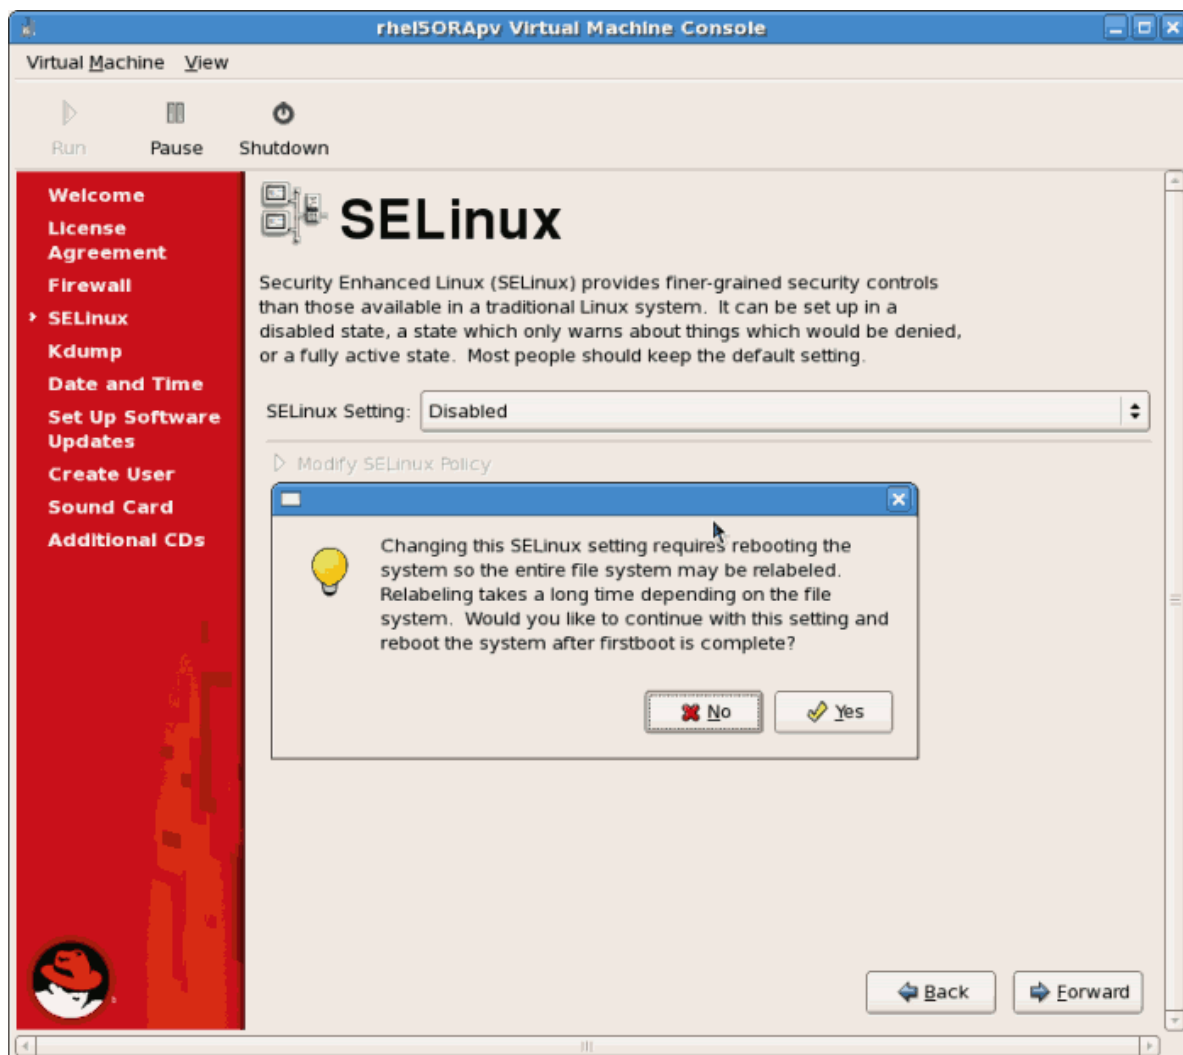 rhel5ORApv Virtual Machine Console
Virtual Machine View
Run Pause Shutdown
Welcome
License
Agreement
Firewall
SELinux
Kdump
Date and Time
Set Up Software
Updates
Create User
Sound Card
Additional CDs
SELinux
Security Enhanced Linux (SELinux) provides finer-grained security controls
than those available in a traditional Linux system. It can be set up in a
disabled state, a state which only warns about things which would be denied,
or a fully active state. Most people should keep the default setting.
SELinux Setting: Disabled
Modify SELinux Policy
Changing this SELinux setting requires rebooting the
system so the entire file system may be relabeled.
Relabeling takes a long time depending on the file
system. Would you like to continue with this setting and
reboot the system after firstboot is complete?
No Yes
Back Forward